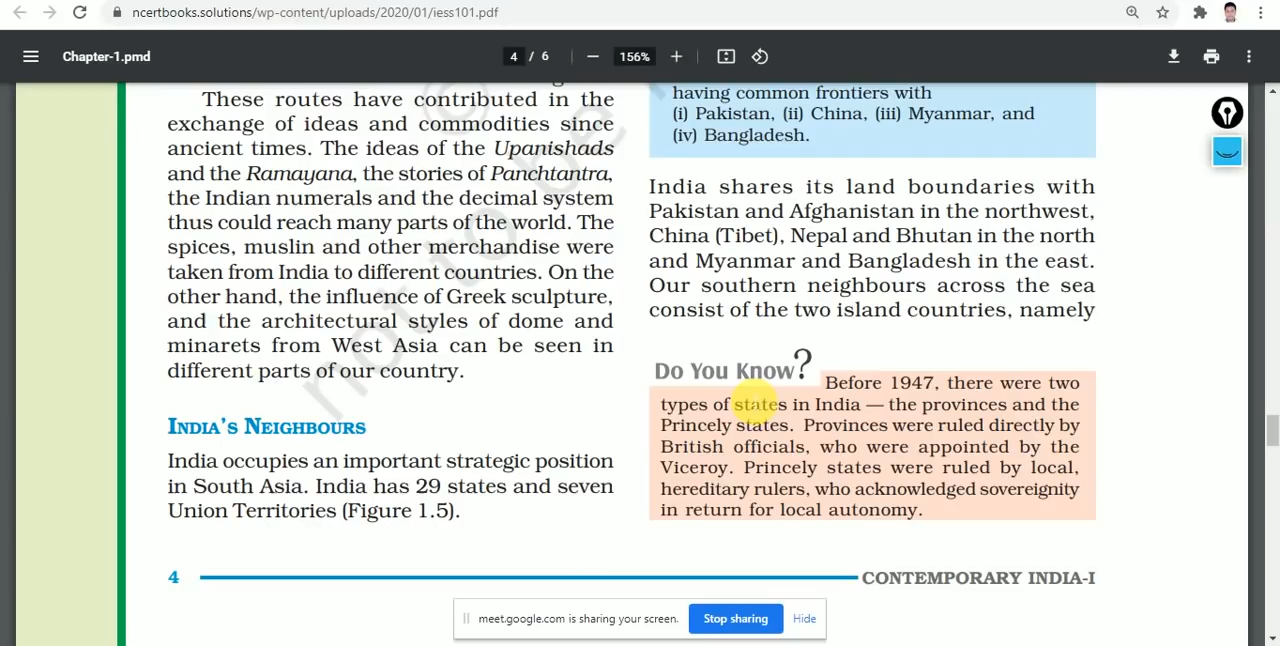 ncertbooks.solutions/wp-content/uploads/2020/01/iess101.pdf
Chapter-1.pmd
4 / 6
156%
These routes have contributed in the
exchange of ideas and commodities since
ancient times. The ideas of the Upanishads
and the Ramayana, the stories of Panchtantra,
the Indian numerals and the decimal system
thus could reach many parts of the world. The
spices, muslin and other merchandise were
taken from India to different countries. On the
other hand, the influence of Greek sculpture,
and the architectural styles of dome and
minarets from West Asia can be seen in
different parts of our country.
INDIA'S NEIGHBOURS
India occupies an important strategic position
in South Asia. India has 29 states and seven
Union Territories (Figure 1.5).
having common frontiers with
(i) Pakistan, (ii) China, (iii) Myanmar, and
(iv) Bangladesh.
India shares its land boundaries with
Pakistan and Afghanistan in the northwest,
China (Tibet), Nepal and Bhutan in the north
and Myanmar and Bangladesh in the east.
Our southern neighbours across the sea
consist of the two island countries, namely
Do You Know?
Before 1947, there were two
types of states in India — the provinces and the
Princely states. Provinces were ruled directly by
British officials, who were appointed by the
Viceroy. Princely states were ruled by local,
hereditary rulers, who acknowledged sovereignty
in return for local autonomy.
4
CONTEMPORARY INDIA-I
not to be
©
meet.google.com is sharing your screen.
Stop sharing
Hide